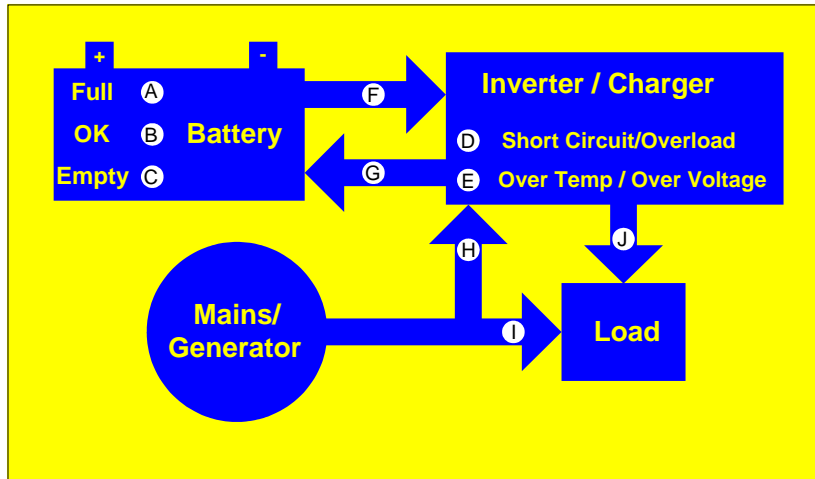 + -
Full A
OK B Battery
Empty C
F
G
Inverter / Charger
D Short Circuit/Overload
E Over Temp / Over Voltage
H
J
Mains/
Generator
I
Load